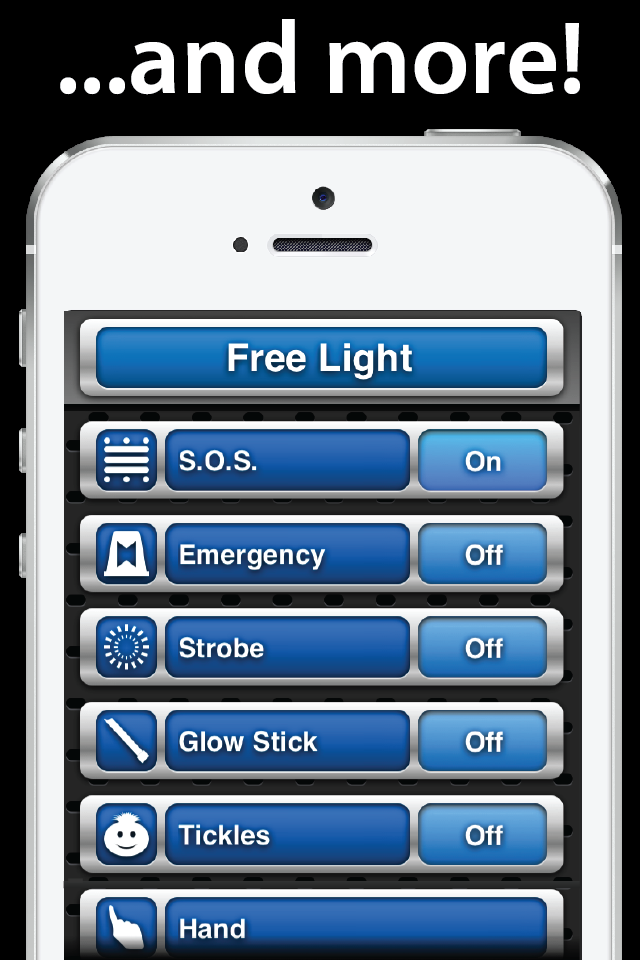 ...and more!
Free Light
S.O.S. On
Emergency Off
Strobe Off
Glow Stick Off
Tickles Off
Hand